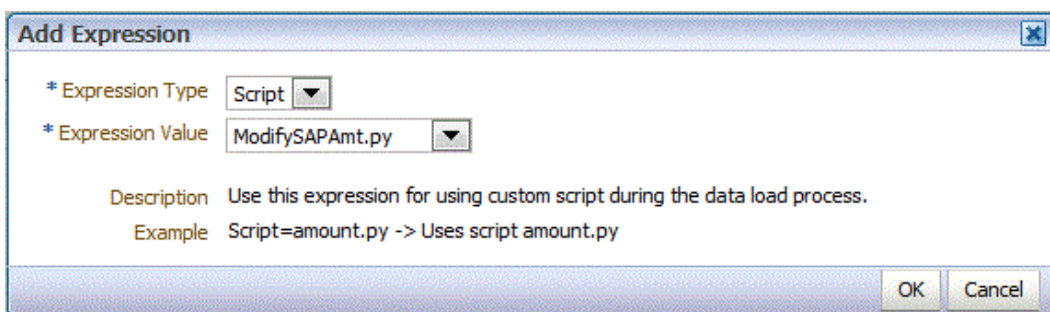 Add Expression
* Expression Type Script
* Expression Value ModifySAPAmt.py
Description Use this expression for using custom script during the data load process.
Example Script=amount.py -> Uses script amount.py
OK Cancel